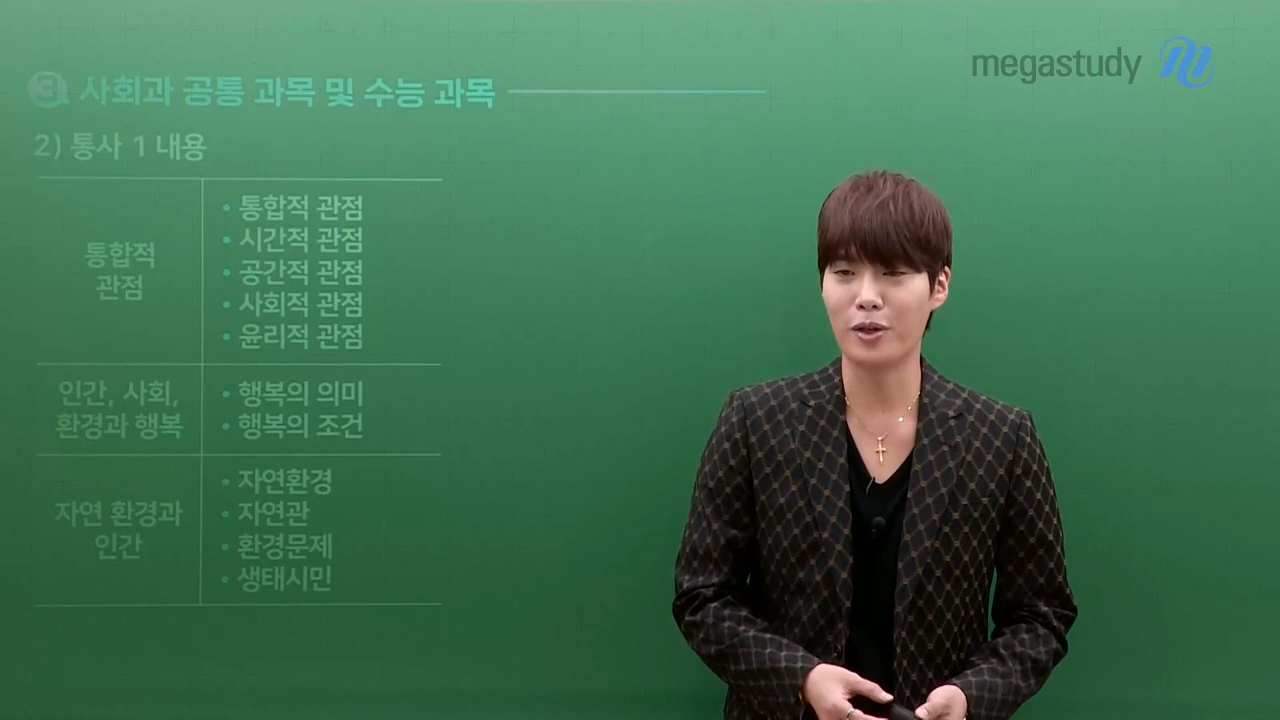 megastudy
3. 사회과 공통 과목 및 수능 과목
2) 통사 1 내용
통합적
관점
• 통합적 관점
• 시간적 관점
• 공간적 관점
• 사회적 관점
• 윤리적 관점
인간, 사회,
환경과 행복
• 행복의 의미
• 행복의 조건
자연 환경과
인간
• 자연환경
• 자연관
• 환경문제
• 생태시민